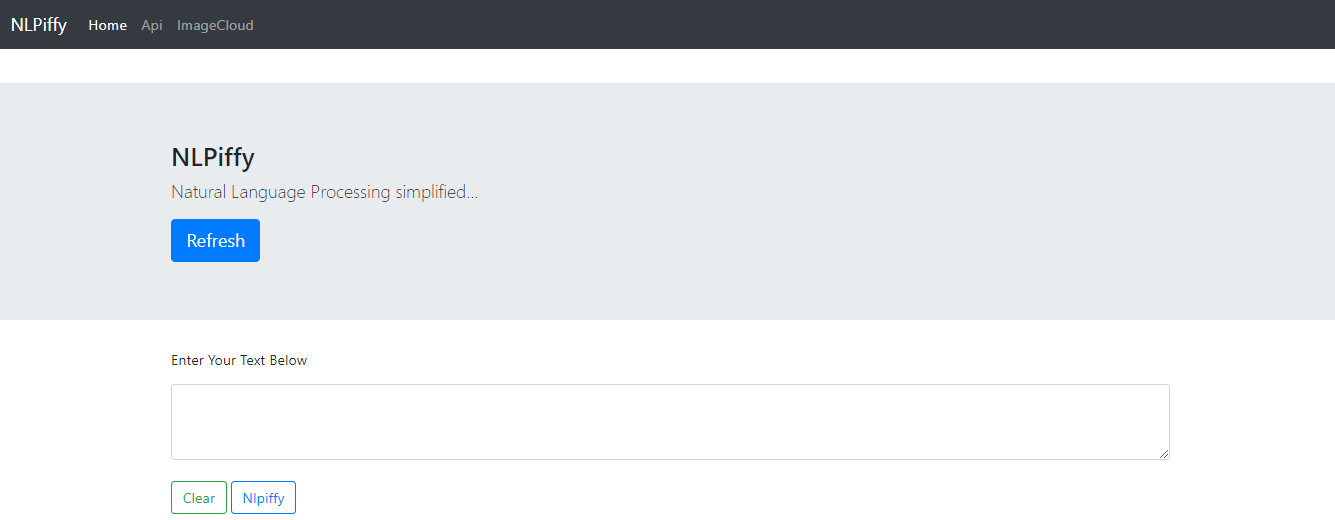 NLPiffy Home Api ImageCloud
NLPiffy
Natural Language Processing simplified...
Refresh
Enter Your Text Below
Clear Nlpiffy